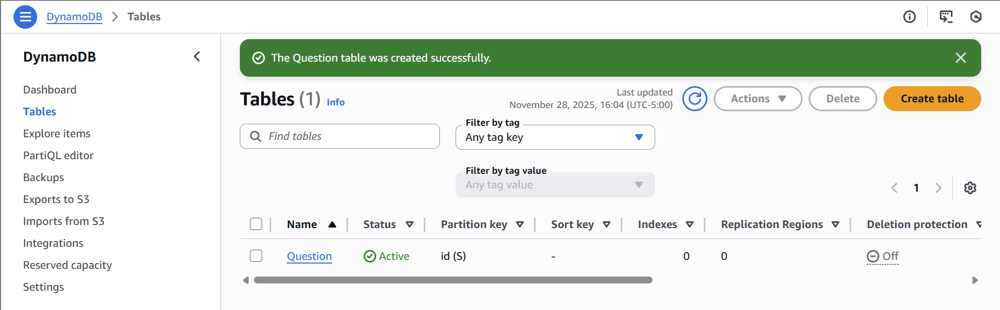 DynamoDB > Tables
DynamoDB
Dashboard
Tables
Explore items
PartiQL editor
Backups
Exports to S3
Imports from S3
Integrations
Reserved capacity
Settings
The Question table was created successfully.
Tables (1) Info
Last updated
November 28, 2025, 16:04 (UTC-5:00)
Actions
Delete
Create table
Find tables
Filter by tag
Any tag key
Filter by tag value
Any tag value
1
Name Status Partition key Sort key Indexes Replication Regions Deletion protection
Question Active id (S) - 0 0 Off